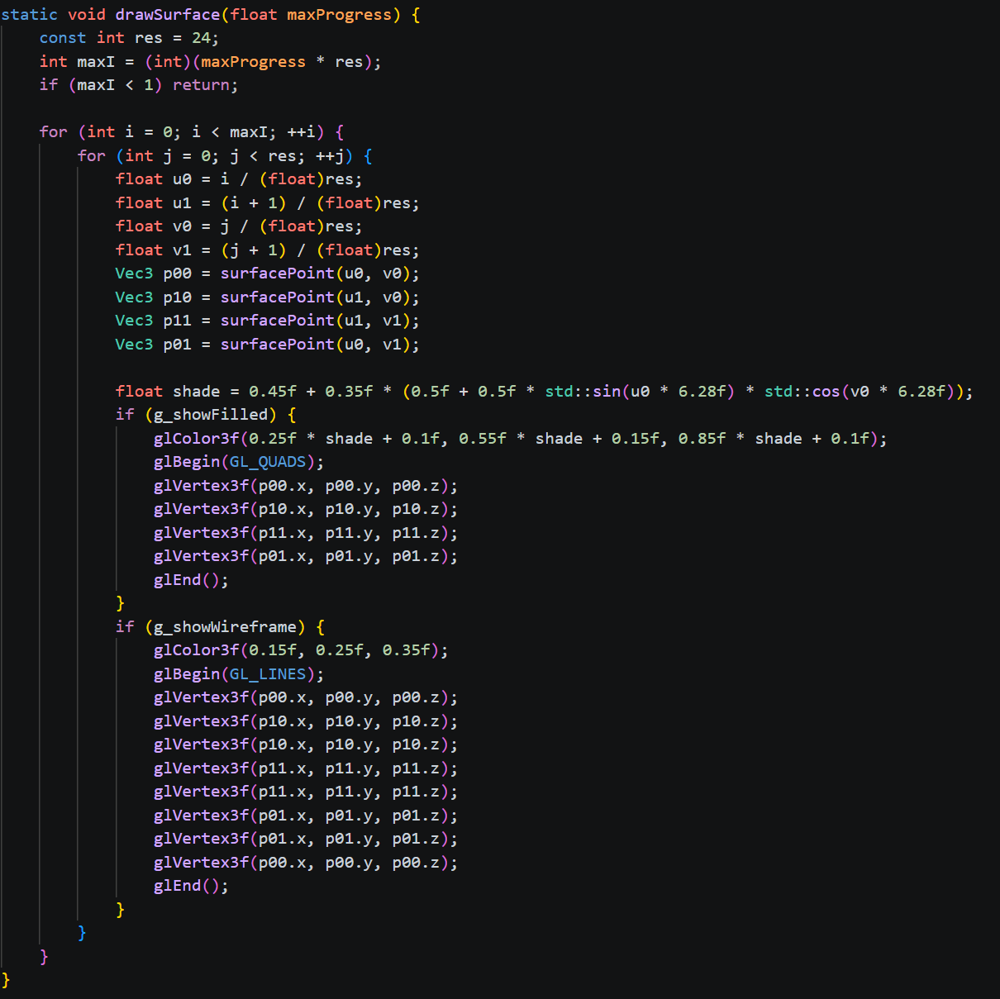 static void drawSurface(float maxProgress) {
    const int res = 24;
    int maxI = (int)(maxProgress * res);
    if (maxI < 1) return;

    for (int i = 0; i < maxI; ++i) {
        for (int j = 0; j < res; ++j) {
            float u0 = i / (float)res;
            float u1 = (i + 1) / (float)res;
            float v0 = j / (float)res;
            float v1 = (j + 1) / (float)res;
            Vec3 p00 = surfacePoint(u0, v0);
            Vec3 p10 = surfacePoint(u1, v0);
            Vec3 p11 = surfacePoint(u1, v1);
            Vec3 p01 = surfacePoint(u0, v1);

            float shade = 0.45f + 0.35f * (0.5f + 0.5f * std::sin(u0 * 6.28f) * std::cos(v0 * 6.28f));
            if (g_showFilled) {
                glColor3f(0.25f * shade + 0.1f, 0.55f * shade + 0.15f, 0.85f * shade + 0.1f);
                glBegin(GL_QUADS);
                glVertex3f(p00.x, p00.y, p00.z);
                glVertex3f(p10.x, p10.y, p10.z);
                glVertex3f(p11.x, p11.y, p11.z);
                glVertex3f(p01.x, p01.y, p01.z);
                glEnd();
            }
            if (g_showWireframe) {
                glColor3f(0.15f, 0.25f, 0.35f);
                glBegin(GL_LINES);
                glVertex3f(p00.x, p00.y, p00.z);
                glVertex3f(p10.x, p10.y, p10.z);
                glVertex3f(p10.x, p10.y, p10.z);
                glVertex3f(p11.x, p11.y, p11.z);
                glVertex3f(p11.x, p11.y, p11.z);
                glVertex3f(p01.x, p01.y, p01.z);
                glVertex3f(p01.x, p01.y, p01.z);
                glVertex3f(p00.x, p00.y, p00.z);
                glEnd();
            }
        }
    }
}